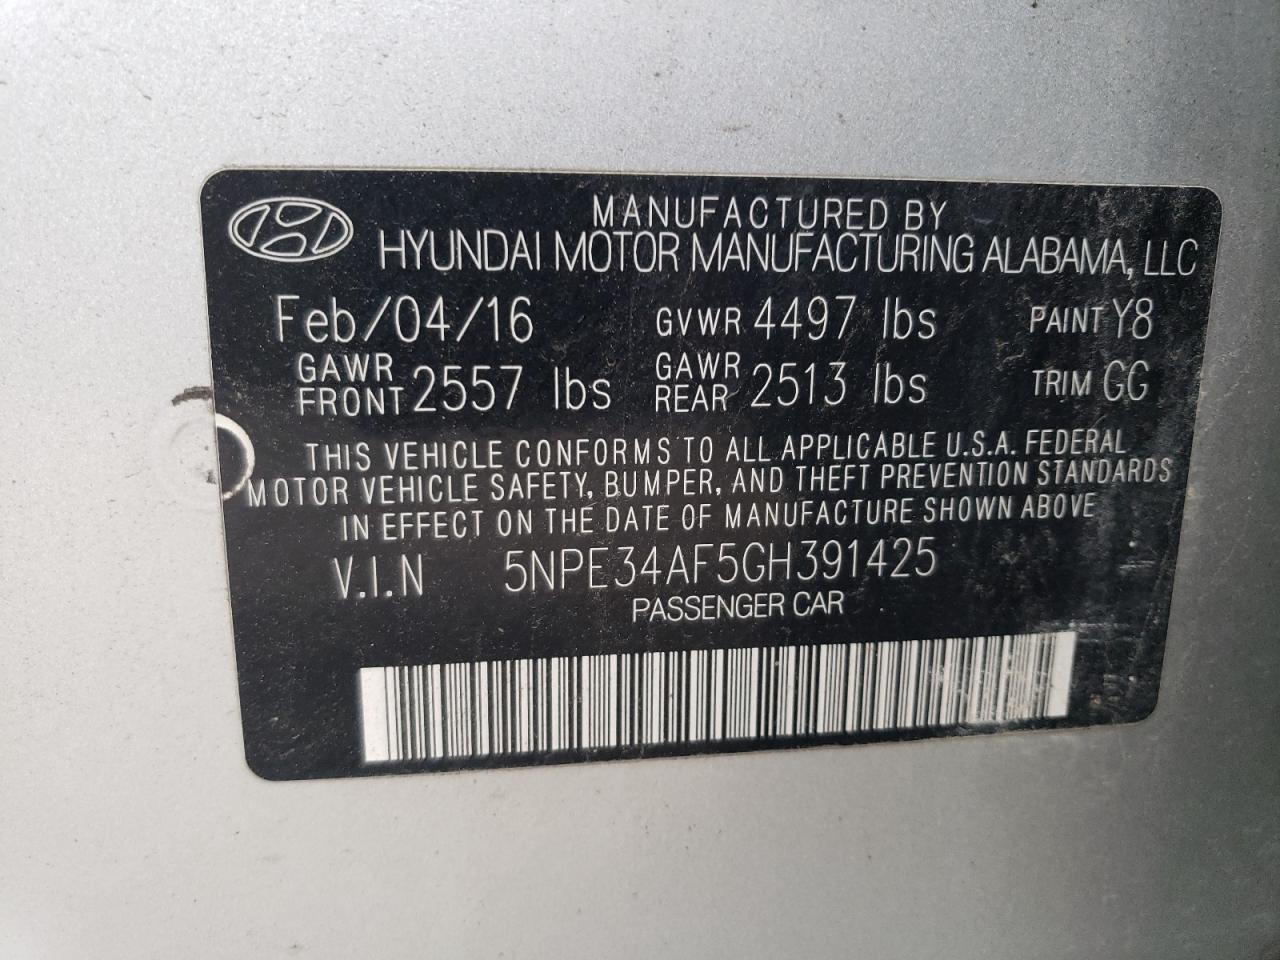 MANUFACTURED BY
HYUNDAI MOTOR MANUFACTURING ALABAMA, LLC
Feb/04/16 GVWR 4497 lbs PAINT Y8
GAWR FRONT 2557 lbs GAWR REAR 2513 lbs TRIM GG
THIS VEHICLE CONFORMS TO ALL APPLICABLE U.S.A. FEDERAL
MOTOR VEHICLE SAFETY, BUMPER, AND THEFT PREVENTION STANDARDS
IN EFFECT ON THE DATE OF MANUFACTURE SHOWN ABOVE
V.I.N 5NPE34AF5GH391425
PASSENGER CAR